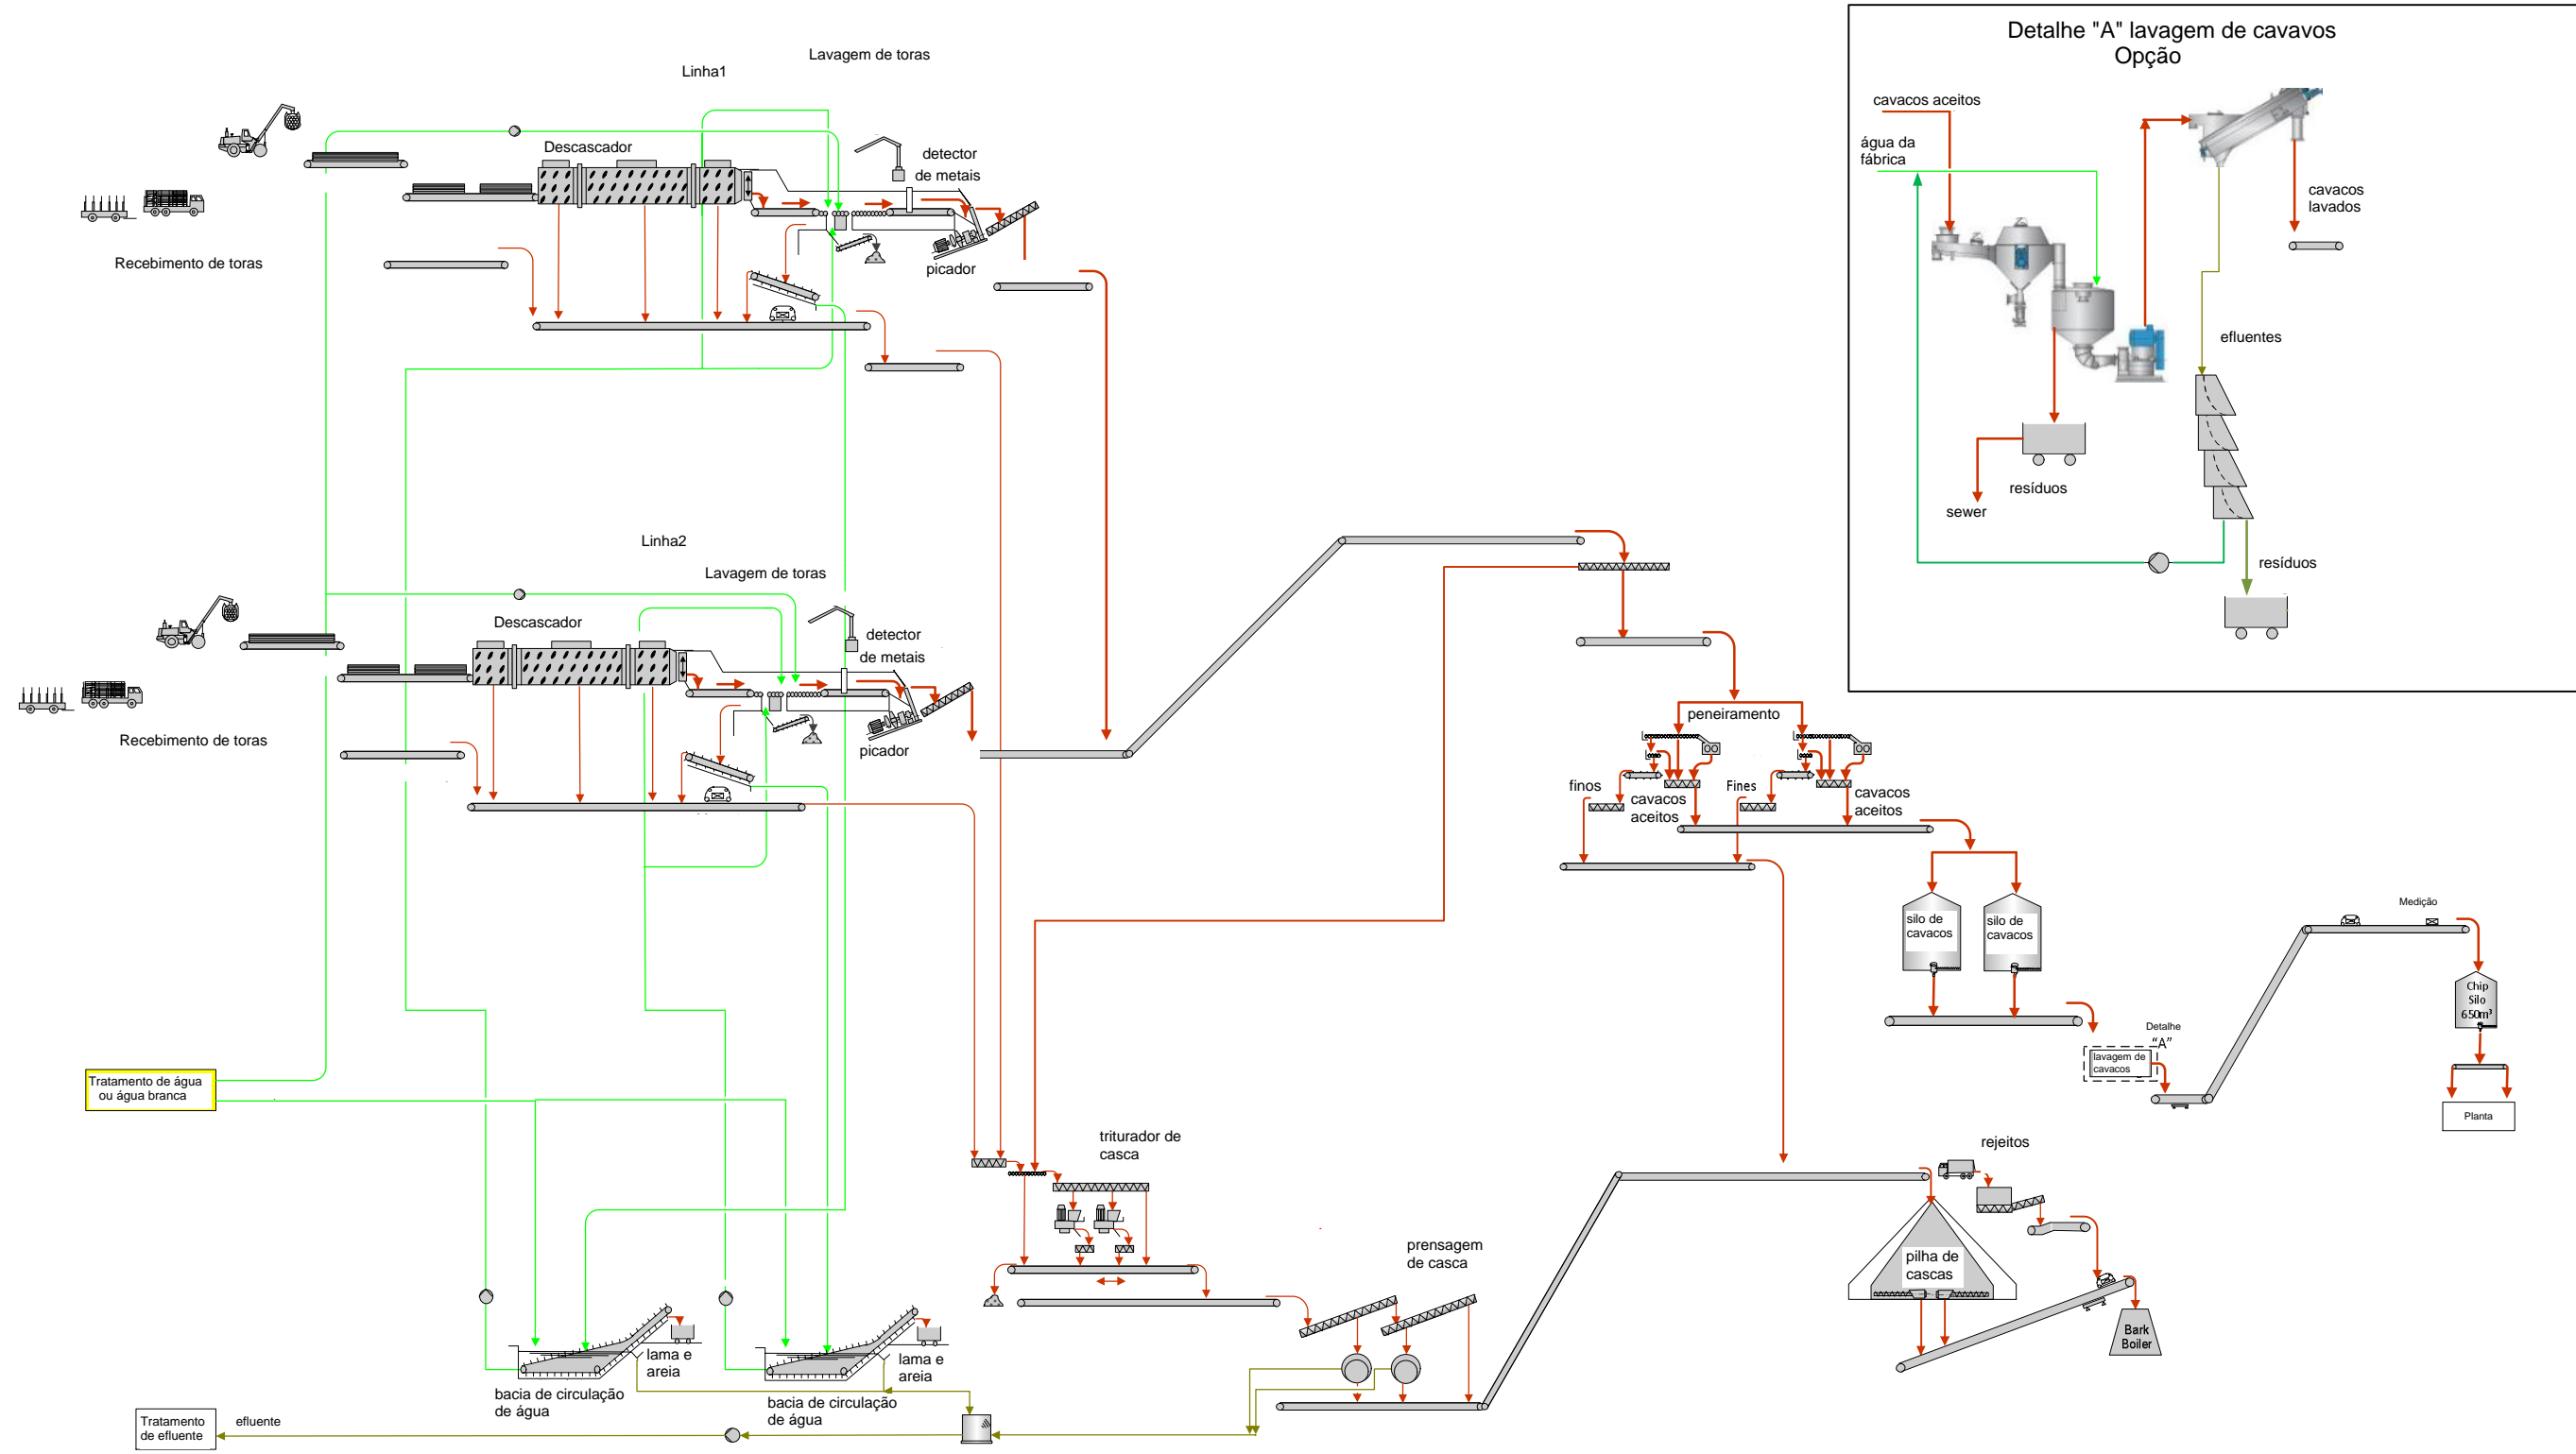 Detalhe "A" lavagem de cavavos
Opção
cavacos aceitos
água da
fábrica
cavacos
lavados
efluentes
resíduos
sewer
resíduos
Lavagem de toras
Linha1
Descascador
detector
de metais
Recebimento de toras
picador
Linha2
Lavagem de toras
Descascador
detector
de metais
Recebimento de toras
picador
peneiramento
finos
cavacos
aceitos
Fines
cavacos
aceitos
silo de
cavacos
silo de
cavacos
Medição
Chip
Silo
650m³
Detalhe
"A"
lavagem de
cavacos
Planta
Tratamento de água
ou água branca
triturador de
casca
rejeitos
prensagem
de casca
pilha de
cascas
Bark
Boiler
lama e
areia
lama e
areia
bacia de circulação
de água
bacia de circulação
de água
Tratamento
de efluente
efluente